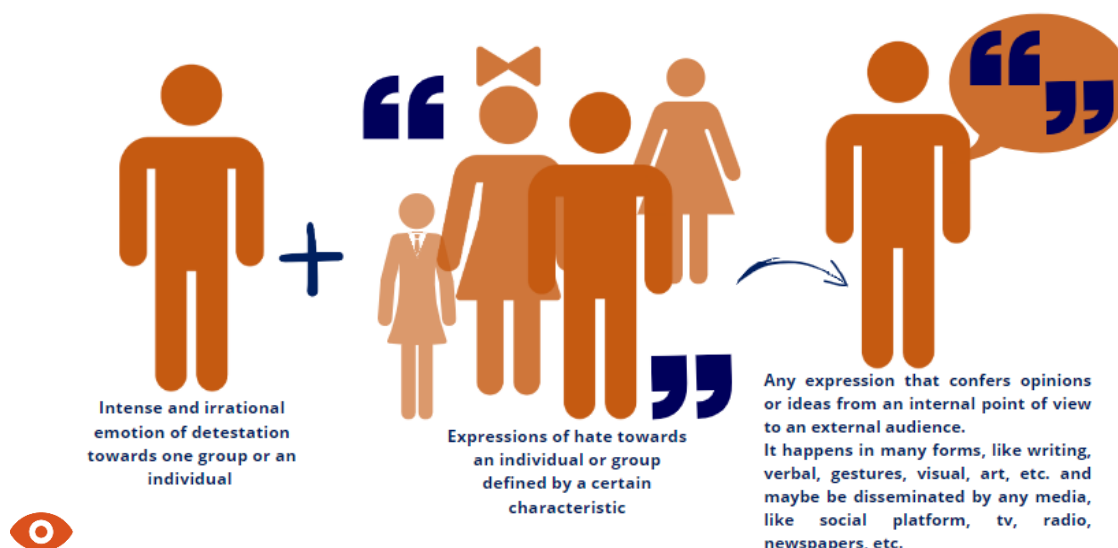 Intense and irrational
emotion of detestation
towards one group or an
individual
Expressions of hate towards
an individual or group
defined by a certain
characteristic
Any expression that confers opinions
or ideas from an internal point of view
to an external audience.
It happens in many forms, like writing,
verbal, gestures, visual, art, etc. and
maybe be disseminated by any media,
like social platform, tv, radio,
newspapers, etc.